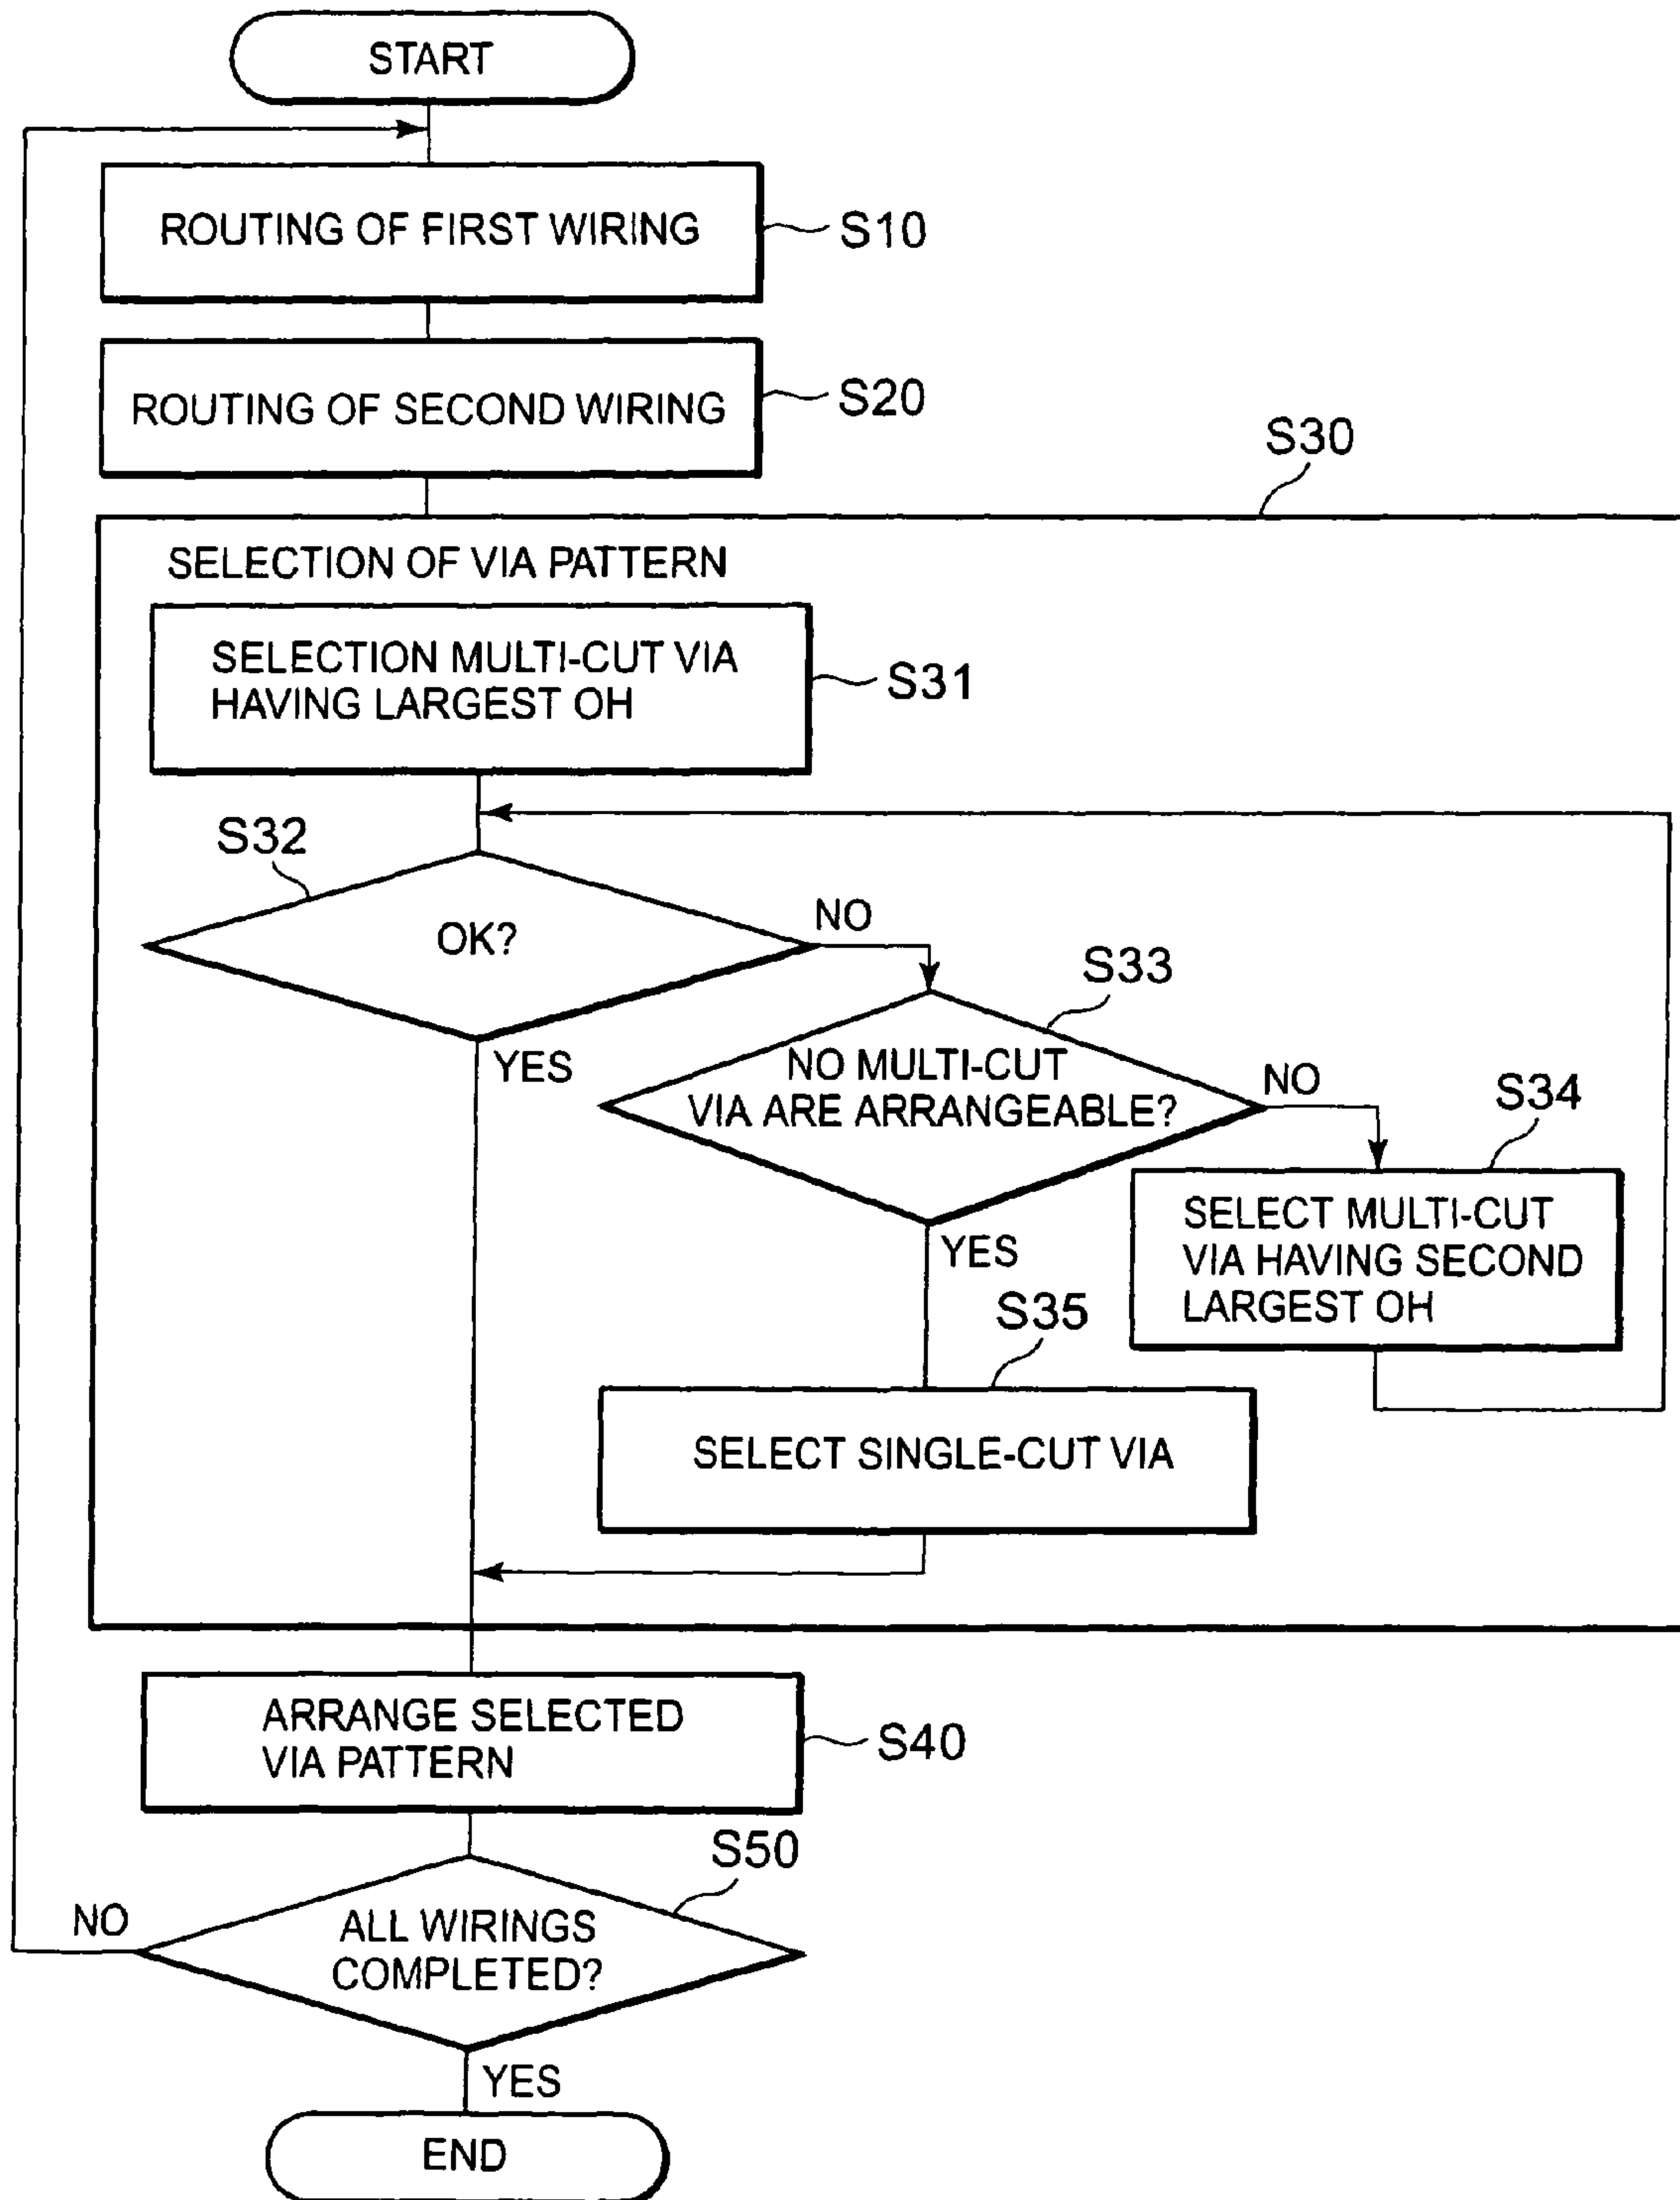 START
ROUTING OF FIRST WIRING
S10
ROUTING OF SECOND WIRING
S20
S30
SELECTION OF VIA PATTERN
SELECTION MULTI-CUT VIA
HAVING LARGEST OH
S31
S32
OK?
NO
YES
S33
NO MULTI-CUT
VIA ARE ARRANGEABLE?
NO
YES
S34
SELECT MULTI-CUT
VIA HAVING SECOND
LARGEST OH
S35
SELECT SINGLE-CUT VIA
ARRANGE SELECTED
VIA PATTERN
S40
S50
ALL WIRINGS
COMPLETED?
NO
YES
END